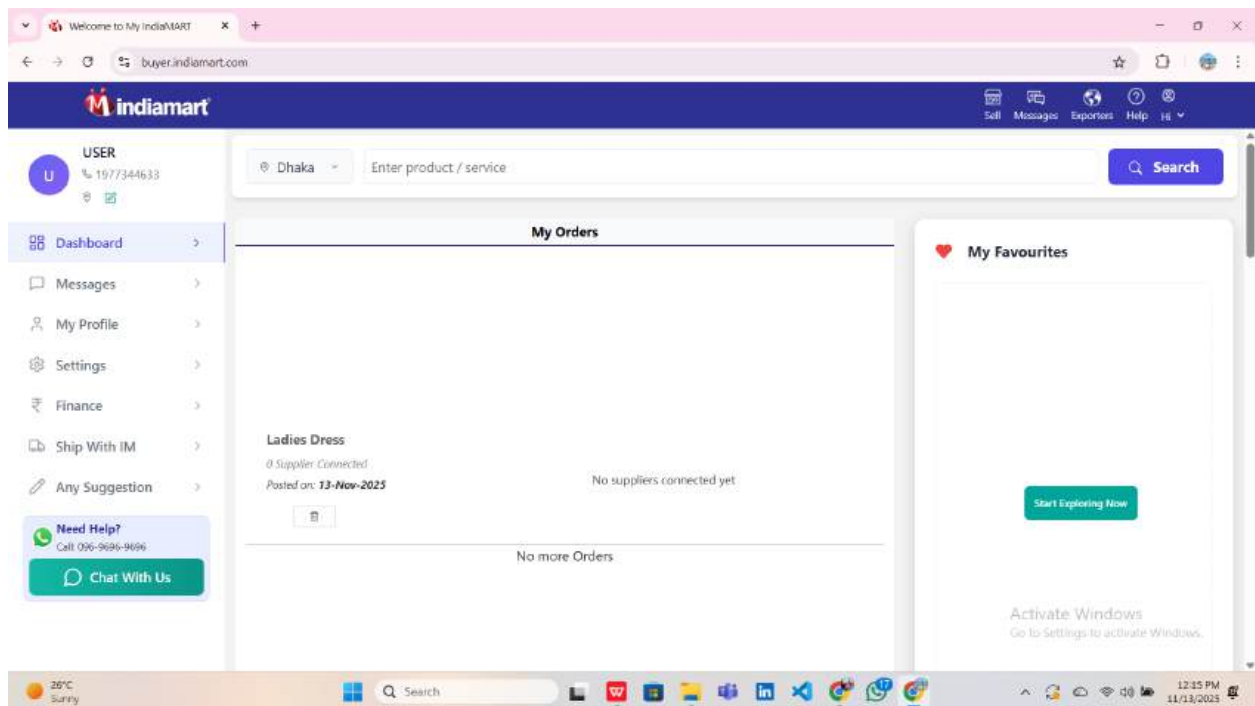 Welcome to My IndiaMART
buyer.indiamart.com
indiamart
Sell Messages Exporters Help Hi
USER
1977344633
U
Dhaka
Enter product / service
Search
Dashboard
Messages
My Profile
Settings
Finance
Ship With IM
Any Suggestion
Need Help?
Call 096-9696-9696
Chat With Us
My Orders
Ladies Dress
0 Supplier Connected
Posted on: 13-Nov-2025
No suppliers connected yet
No more Orders
My Favourites
Start Exploring Now
Activate Windows
Go to Settings to activate Windows.
26°C
Sunny
Search
17
12:15 PM
11/13/2025